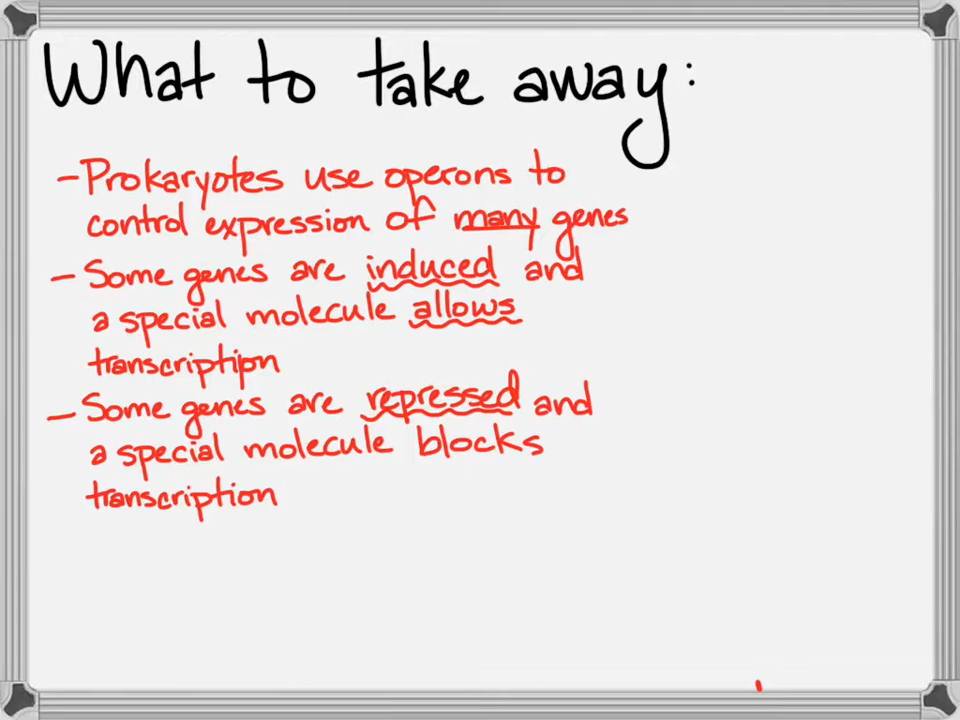 What to take away:
- Prokaryotes use operons to
control expression of many genes
- Some genes are induced and
a special molecule allows
transcription
- Some genes are repressed and
a special molecule blocks
transcription